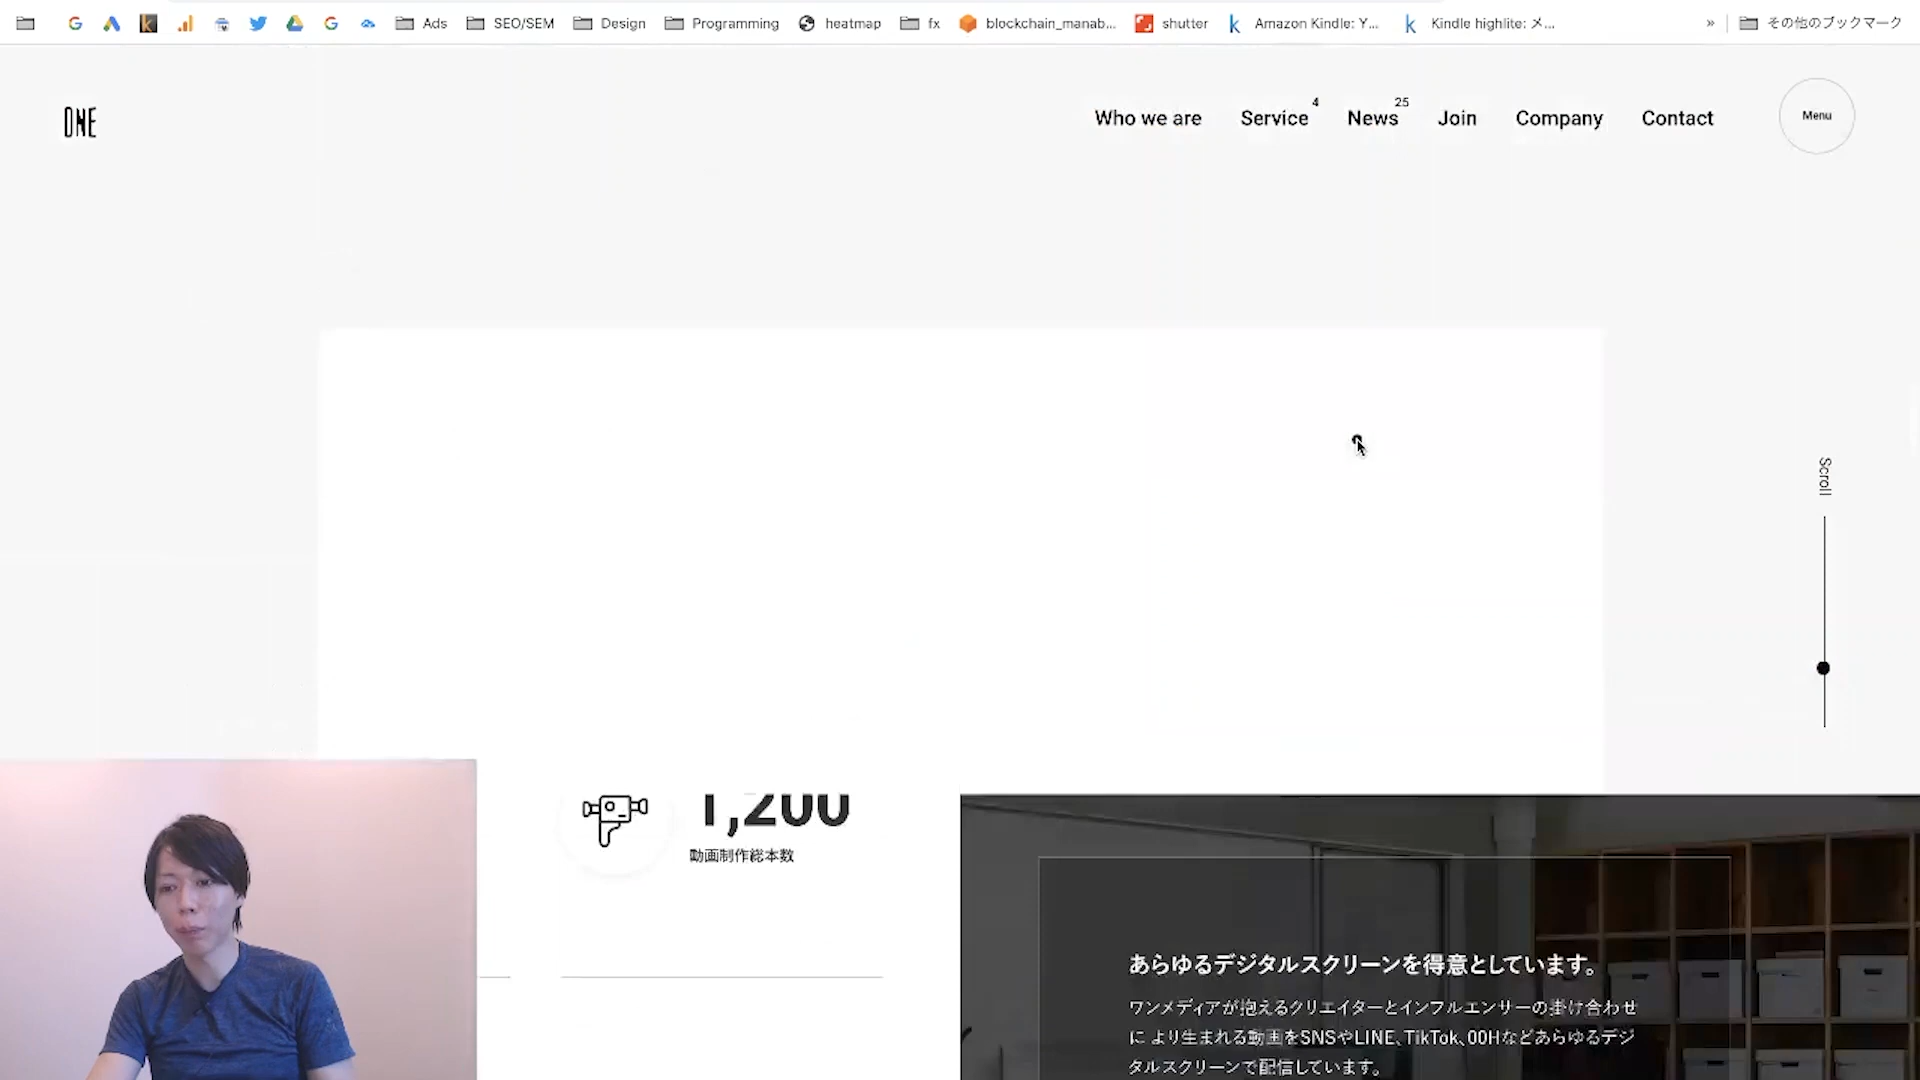 Ads SEO/SEM Design Programming heatmap fx blockchain_manab... shutter Amazon Kindle: Y... Kindle highlite: メ... » その他のブックマーク
ONE
Who we are Service 4 News 25 Join Company Contact Menu
Scroll
1,200
動画制作総本数
あらゆるデジタルスクリーンを得意としています。
ワンメディアが抱えるクリエイターとインフルエンサーの掛け合わせ
に より生まれる動画をSNSやLINE、TikTok、OOHなどあらゆるデジ
タルスクリーンで配信しています。